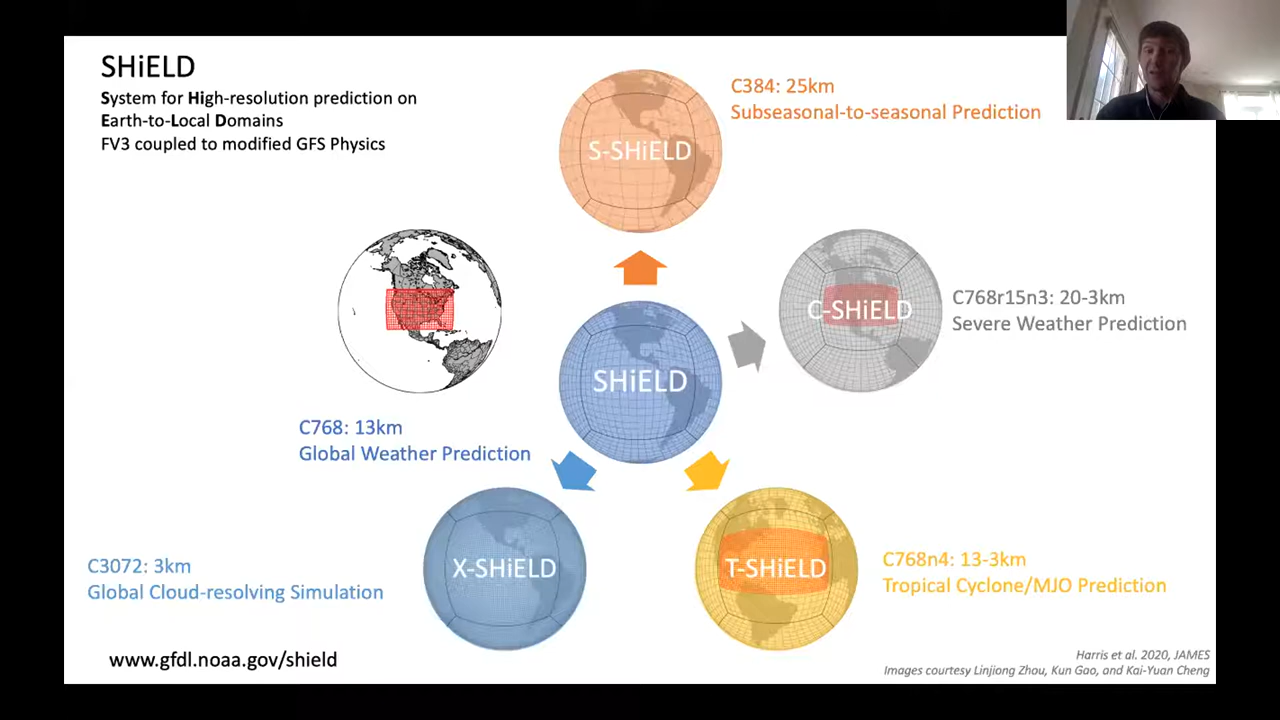 SHiELD
System for High-resolution prediction on
Earth-to-Local Domains
FV3 coupled to modified GFS Physics
S-SHiELD
C384: 25km
Subseasonal-to-seasonal Prediction
C-SHiELD
C768r15n3: 20-3km
Severe Weather Prediction
SHiELD
C768: 13km
Global Weather Prediction
X-SHiELD
C3072: 3km
Global Cloud-resolving Simulation
T-SHiELD
C768n4: 13-3km
Tropical Cyclone/MJO Prediction
www.gfdl.noaa.gov/shield
Harris et al. 2020, JAMES
Images courtesy Linjiong Zhou, Kun Gao, and Kai-Yuan Cheng